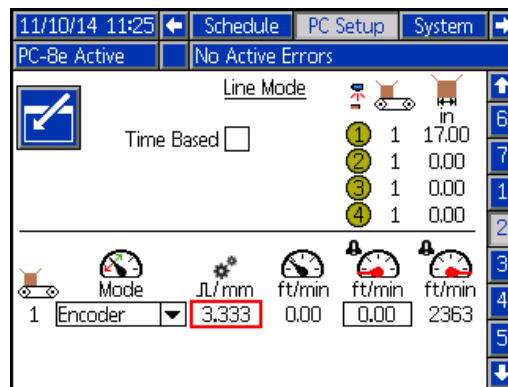 11/10/14 11:25 Schedule PC Setup System
PC-8e Active No Active Errors
Line Mode
in
Time Based 1 1 17.00
2 1 0.00
3 1 0.00
4 1 0.00
6
7
1
2
3
4
5
Mode ⎍/mm ft/min ft/min ft/min
1 Encoder 3.333 0.00 0.00 2363